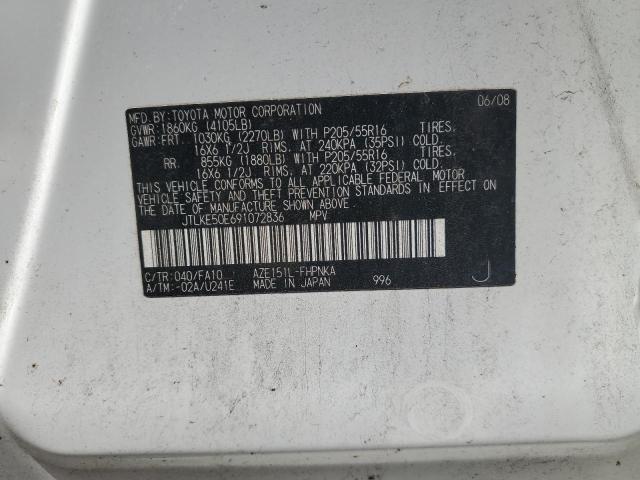 MFD. BY: TOYOTA MOTOR CORPORATION 06/08
GVWR: 1860KG (4105LB)
GAWR: FRT. 1030KG (2270LB) WITH P205/55R16 TIRES.
16X6 1/2J RIMS. AT 240KPA (35PSI) COLD.
RR. 855KG (1880LB) WITH P205/55R16 TIRES.
16X6 1/2J RIMS. AT 220KPA (32PSI) COLD.
THIS VEHICLE CONFORMS TO ALL APPLICABLE FEDERAL MOTOR
VEHICLE SAFETY AND THEFT PREVENTION STANDARDS IN EFFECT ON
THE DATE OF MANUFACTURE SHOWN ABOVE.
JTLKE50E691072836 MPV
C/TR: 040/FA10 AZE151L-FHPNKA
A/TM: -02A/U241E MADE IN JAPAN 996 J